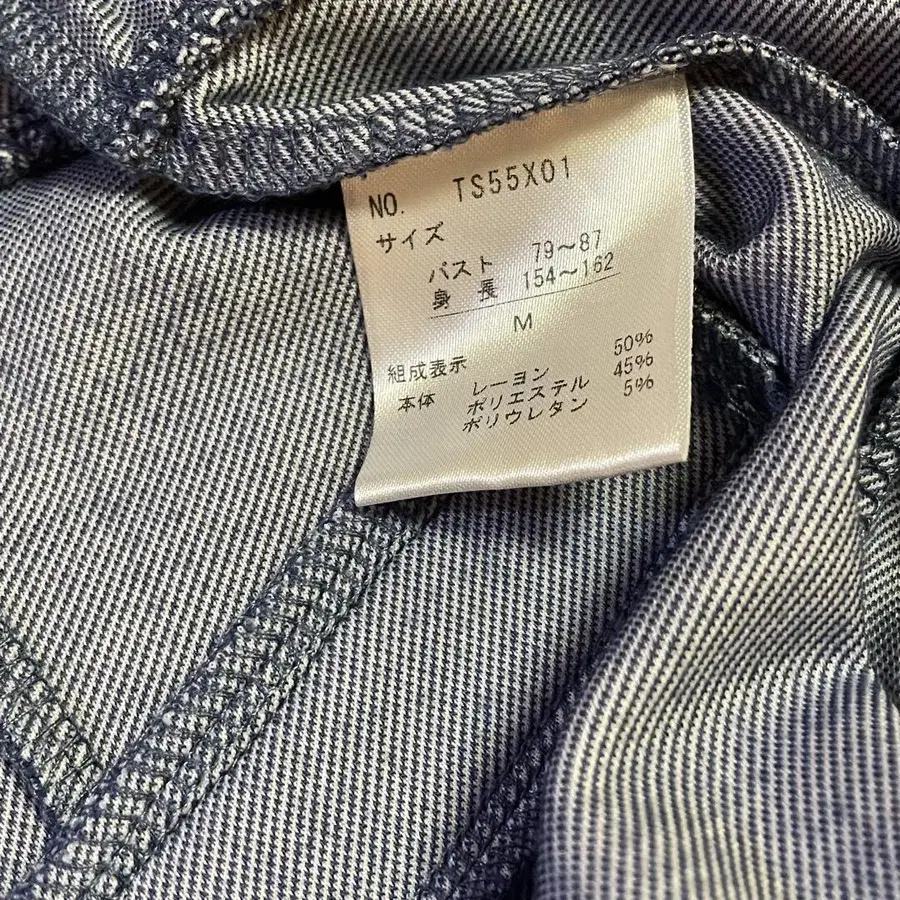 NO. TS55X01
サイズ
バスト 79～87
身長 154～162
M
組成表示
本体 レーヨン 50%
ポリエステル 45%
ポリウレタン 5%